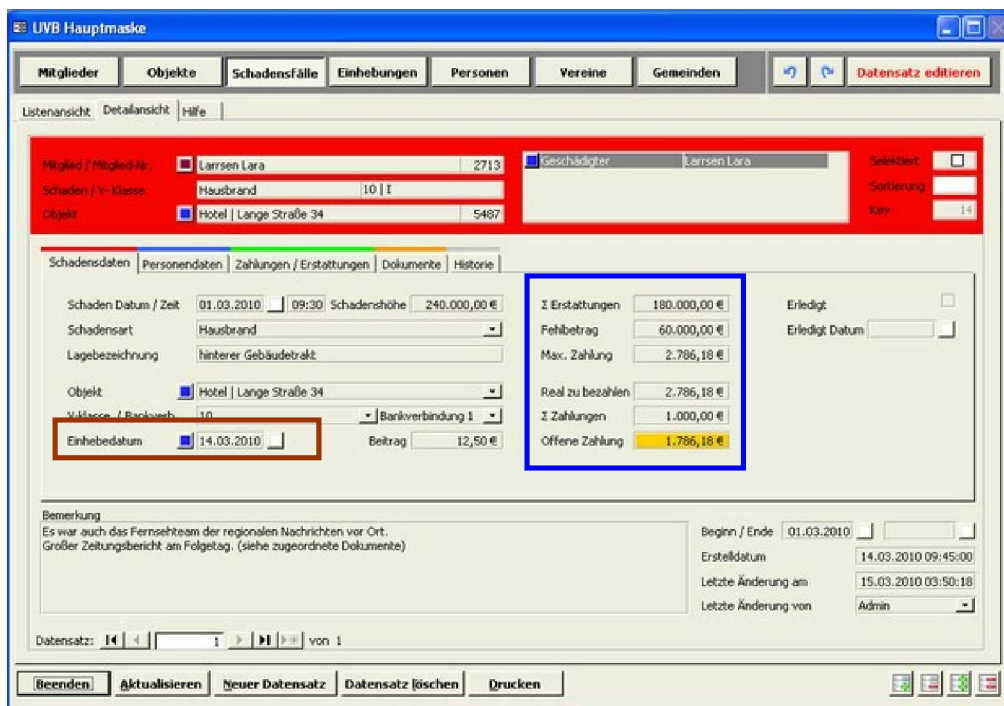 UVB Hauptmaske
Mitglieder Objekte Schadensfälle Einhebungen Personen Vereine Gemeinden Datensatz editieren
Listenansicht Detailansicht Hilfe
Mitglied / Mitglied-Nr. Larrsen Lara 2713 Geschädigter Larrsen Lara Selektiert
Schaden / V- Klasse Hausbrand 10 | I Sortierung
Objekt Hotel | Lange Straße 34 5487 Key 14
Schadensdaten Personendaten Zahlungen / Erstattungen Dokumente Historie
Schaden Datum / Zeit 01.03.2010 09:30 Schadenshöhe 240.000,00 € Σ Erstattungen 180.000,00 € Erledigt
Schadensart Hausbrand Fehlbetrag 60.000,00 € Erledigt Datum
Lagebezeichnung hinterer Gebäudetrakt Max. Zahlung 2.786,18 €
Objekt Hotel | Lange Straße 34 Real zu bezahlen 2.786,18 €
V-klasse / Bankverb. 10 Bankverbindung 1 Σ Zahlungen 1.000,00 €
Einhebedatum 14.03.2010 Beitrag 12,50 € Offene Zahlung 1.786,18 €
Bemerkung
Es war auch das Fernsehteam der regionalen Nachrichten vor Ort.
Großer Zeitungsbericht am Folgetag. (siehe zugeordnete Dokumente)
Beginn / Ende 01.03.2010
Erstelldatum 14.03.2010 09:45:00
Letzte Änderung am 15.03.2010 03:50:18
Letzte Änderung von Admin
Datensatz: 1 von 1
Beenden Aktualisieren Neuer Datensatz Datensatz löschen Drucken